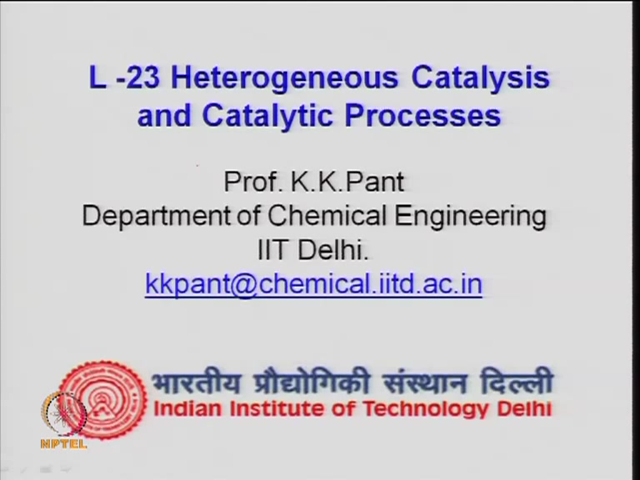 L -23 Heterogeneous Catalysis
and Catalytic Processes
Prof. K.K.Pant
Department of Chemical Engineering
IIT Delhi.
kkpant@chemical.iitd.ac.in
भारतीय प्रौद्योगिकी संस्थान दिल्ली
Indian Institute of Technology Delhi
NPTEL